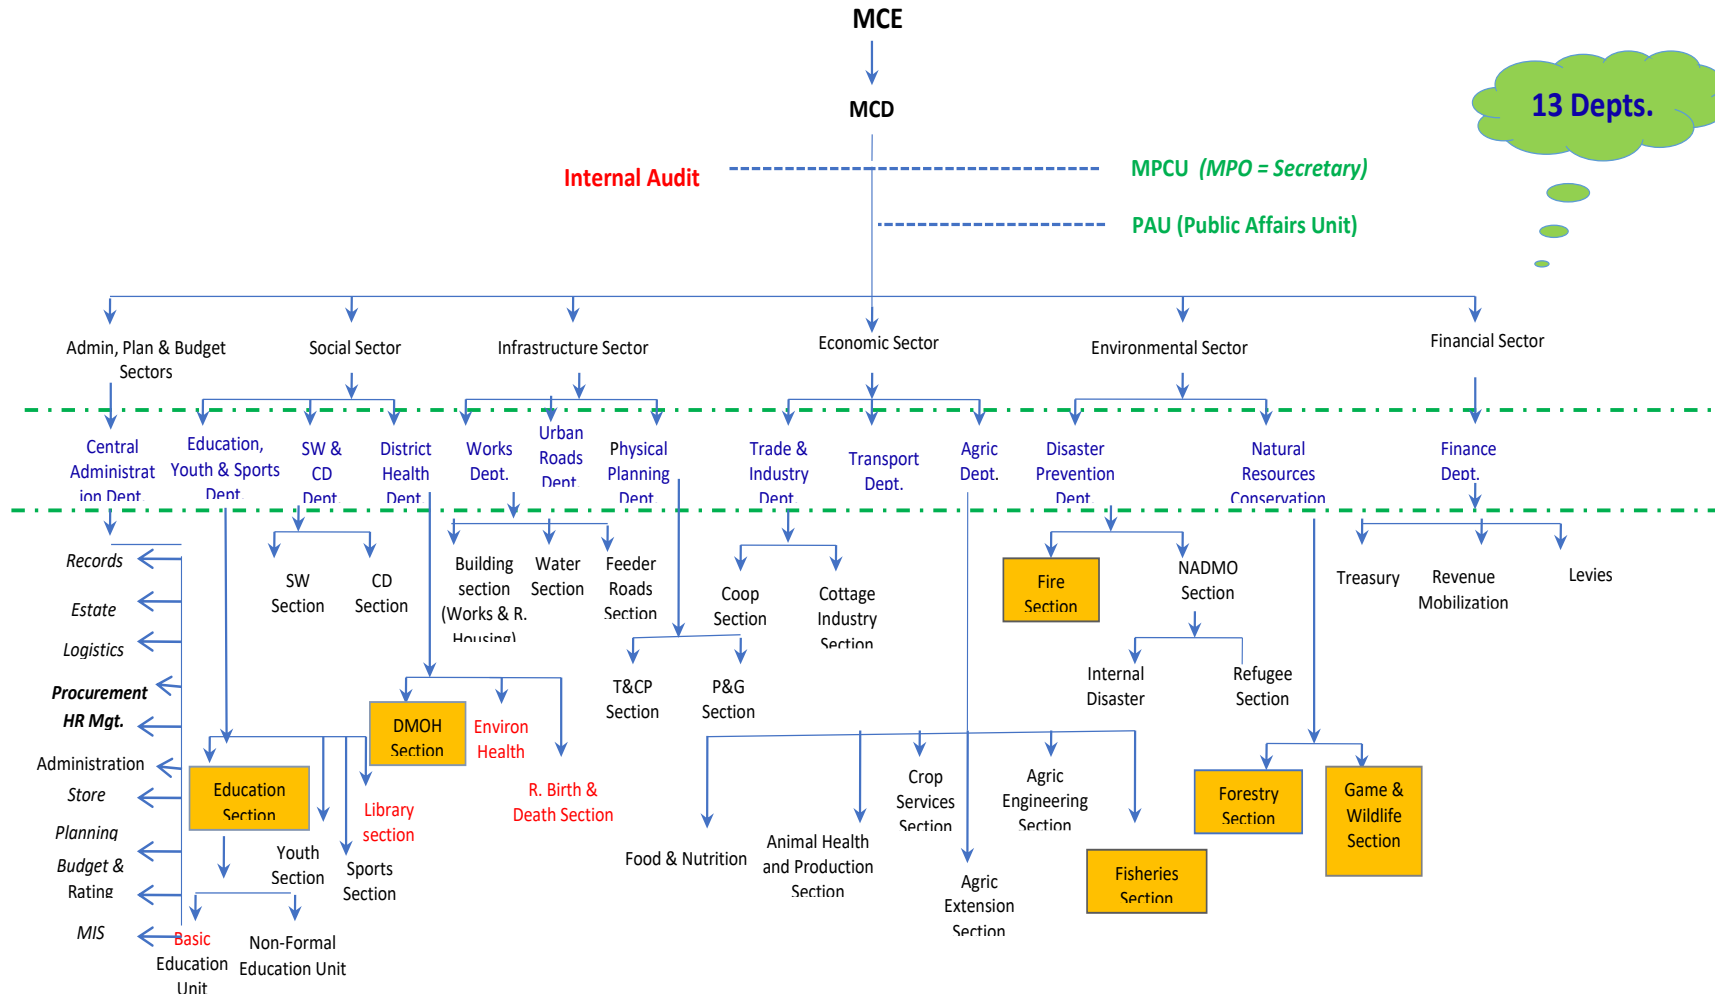 MCE
13 Depts.
MCD
Internal Audit
MPCU (MPO = Secretary)
PAU (Public Affairs Unit)
Admin, Plan & Budget
Sectors
Social Sector
Infrastructure Sector
Economic Sector
Environmental Sector
Financial Sector
Central
Administrat
ion Dept.
Education,
Youth & Sports
Dept.
SW &
CD
Dept.
District
Health
Dept.
Works
Dept.
Urban
Roads
Dept.
Physical
Planning
Dept.
Trade &
Industry
Dept.
Transport
Dept.
Agric
Dept.
Disaster
Prevention
Dept.
Natural
Resources
Conservation
Finance
Dept.
Records
Estate
Logistics
Procurement
HR Mgt.
Administration
Store
Planning
Budget &
Rating
MIS
SW
Section
CD
Section
Building
section
(Works & R.
Housing)
Water
Section
Feeder
Roads
Section
Coop
Section
Cottage
Industry
Section
Fire
Section
NADMO
Section
Treasury
Revenue
Mobilization
Levies
Internal
Disaster
Refugee
Section
T&CP
Section
P&G
Section
DMOH
Section
Environ
Health
R. Birth &
Death Section
Education
Section
Youth
Section
Sports
Section
Library
section
Basic
Education
Unit
Non-Formal
Education Unit
Food & Nutrition
Animal Health
and Production
Section
Crop
Services
Section
Agric
Extension
Section
Agric
Engineering
Section
Fisheries
Section
Forestry
Section
Game &
Wildlife
Section